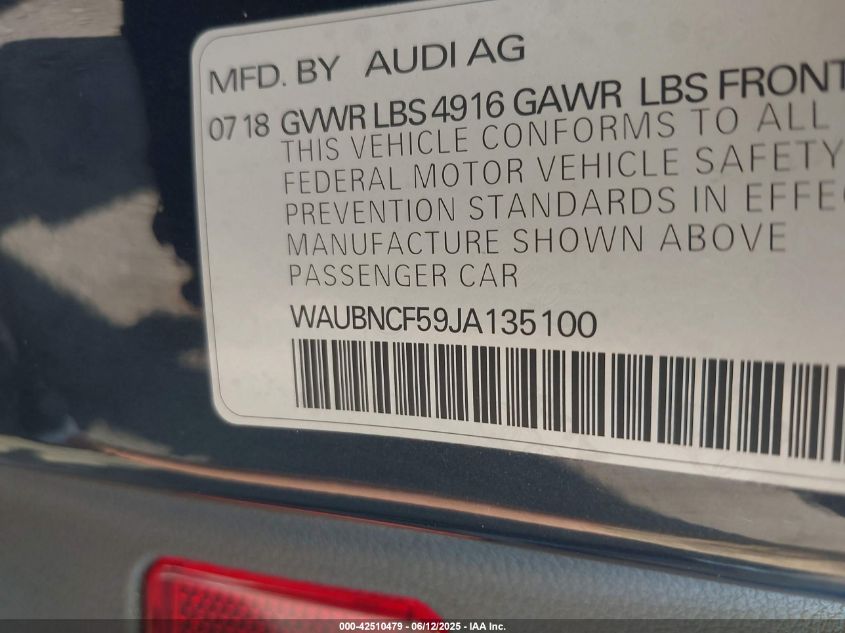 MFD. BY AUDI AG
07 18 GVWR LBS 4916 GAWR LBS FRONT
THIS VEHICLE CONFORMS TO ALL
FEDERAL MOTOR VEHICLE SAFETY
PREVENTION STANDARDS IN EFFEC
MANUFACTURE SHOWN ABOVE
PASSENGER CAR
WAUBNCF59JA135100
000-42510479 - 06/12/2025 - IAA Inc.